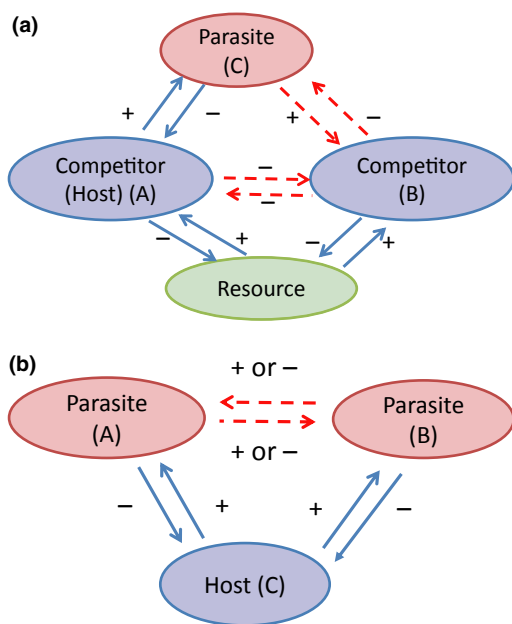 (a)
Parasite
(C)
+ − + −
Competitor
(Host) (A)
−
−
Competitor
(B)
− + − +
Resource
(b)
+ or −
Parasite
(A)
Parasite
(B)
+ or −
− + + −
Host (C)